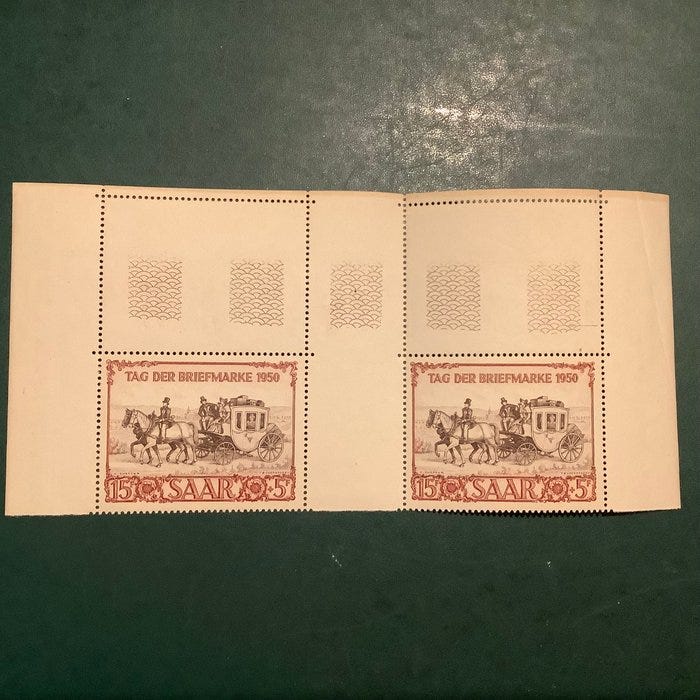 TAG DER BRIEFMARKE 1950
15 SAAR +5
TAG DER BRIEFMARKE 1950
15 SAAR +5